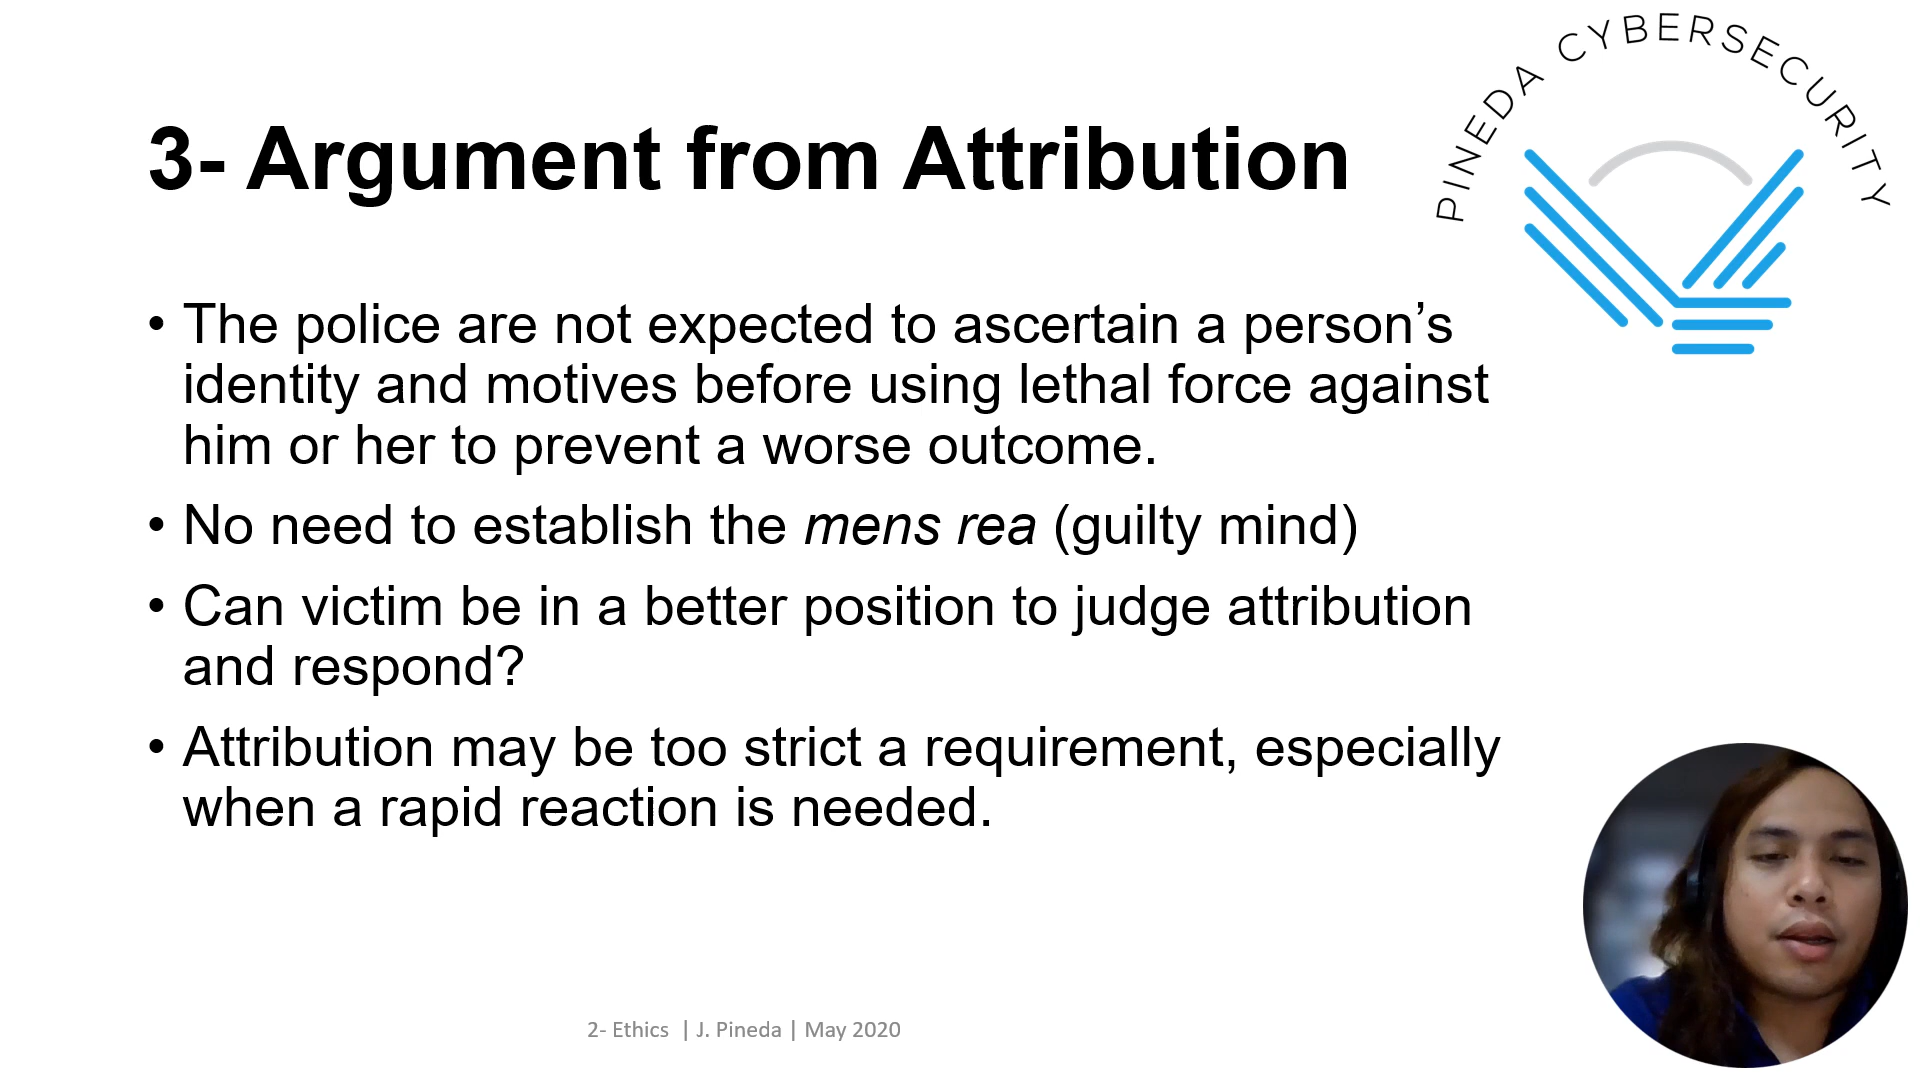 PINEDA CYBERSECURITY
3- Argument from Attribution
• The police are not expected to ascertain a person’s
identity and motives before using lethal force against
him or her to prevent a worse outcome.
• No need to establish the mens rea (guilty mind)
• Can victim be in a better position to judge attribution
and respond?
• Attribution may be too strict a requirement, especially
when a rapid reaction is needed.
2- Ethics | J. Pineda | May 2020